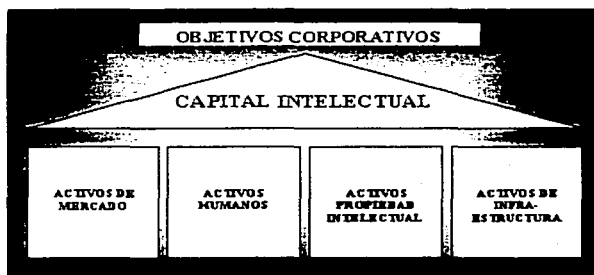 OBJETIVOS CORPORATIVOS
CAPITAL INTELECTUAL
ACTIVOS DE
MERCADO
ACTIVOS
HUMANOS
ACTIVOS
PROPIEDAD
INTELECTUAL
ACTIVOS DE
INFRA-
ESTRUCTURA